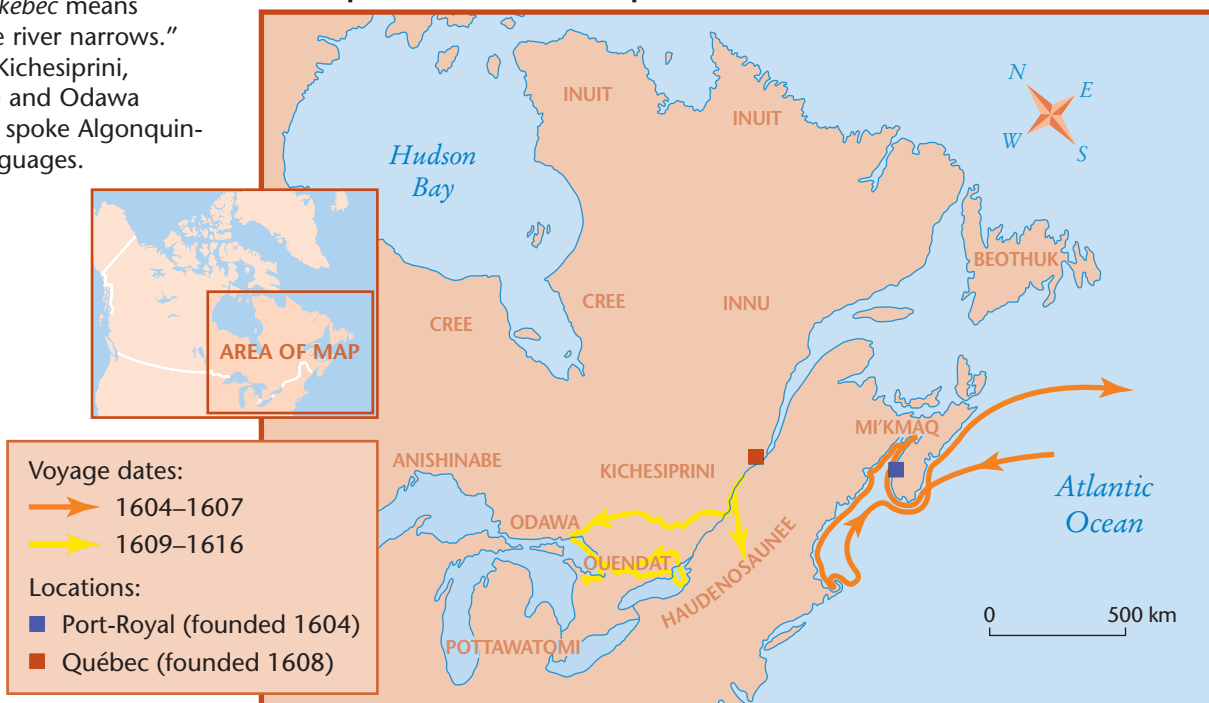 kebec means
e river narrows."
Kichesiprini,
and Odawa
spoke Algonquin-
guages.
INUIT
INUIT
N
E
W
S
Hudson
Bay
BEOTHUK
CREE
INNU
CREE
AREA OF MAP
MI'KMAQ
ANISHINABE
KICHESIPRINI
Atlantic
Ocean
ODAWA
OUENDAT
HAUDENOSAUNEE
POTTAWATOMI
0 500 km
Voyage dates:
1604–1607
1609–1616
Locations:
Port-Royal (founded 1604)
Québec (founded 1608)